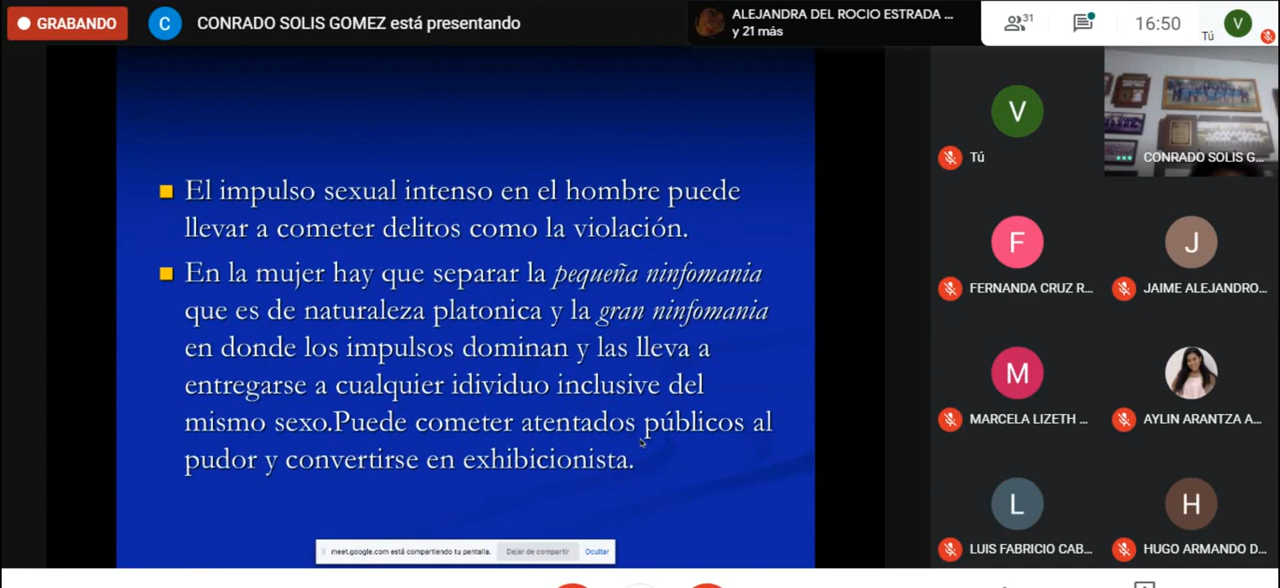 GRABANDO
C
CONRADO SOLIS GOMEZ está presentando
ALEJANDRA DEL ROCIO ESTRADA ...
y 21 más
31
16:50
Tú
V
El impulso sexual intenso en el hombre puede
llevar a cometer delitos como la violación.
En la mujer hay que separar la pequeña ninfomania
que es de naturaleza platonica y la gran ninfomania
en donde los impulsos dominan y las lleva a
entregarse a cualquier idividuo inclusive del
mismo sexo.Puede cometer atentados públicos al
pudor y convertirse en exhibicionista.
meet.google.com está compartiendo tu pantalla.
Dejar de compartir
Ocultar
V
Tú
CONRADO SOLIS G...
F
FERNANDA CRUZ R...
J
JAIME ALEJANDRO...
M
MARCELA LIZETH ...
AYLIN ARANTZA A...
L
LUIS FABRICIO CAB...
H
HUGO ARMANDO D...